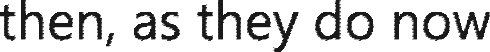 then, as they do now